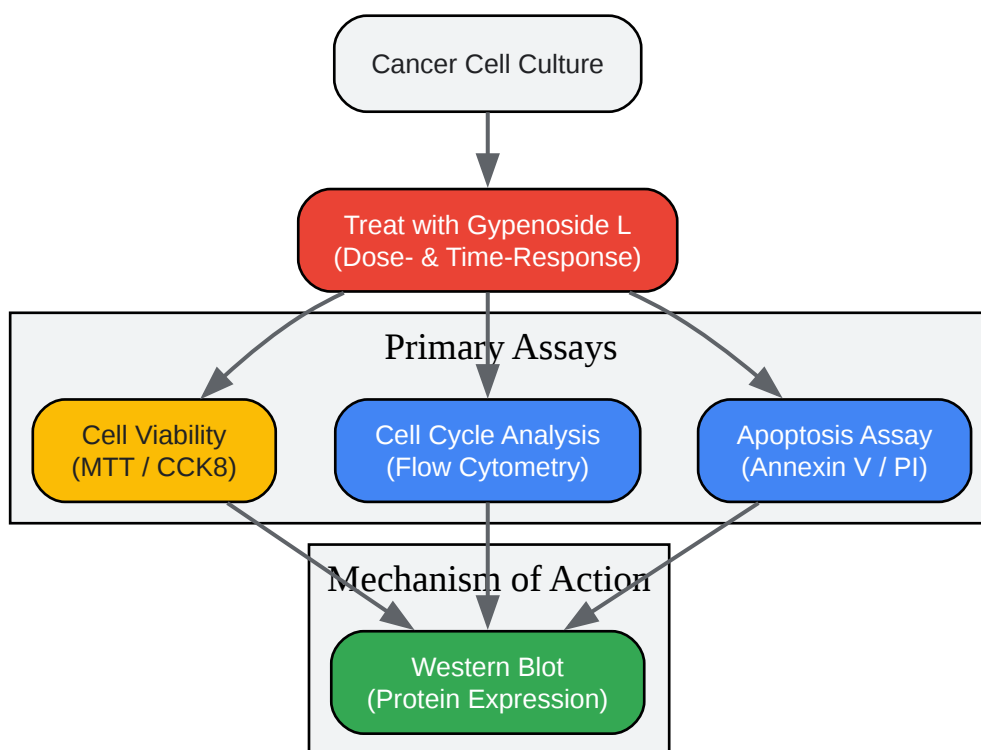 Cancer Cell Culture
Treat with Gypenoside L
(Dose- & Time-Response)
Primary Assays
Cell Viability
(MTT / CCK8)
Cell Cycle Analysis
(Flow Cytometry)
Apoptosis Assay
(Annexin V / PI)
Mechanism of Action
Western Blot
(Protein Expression)